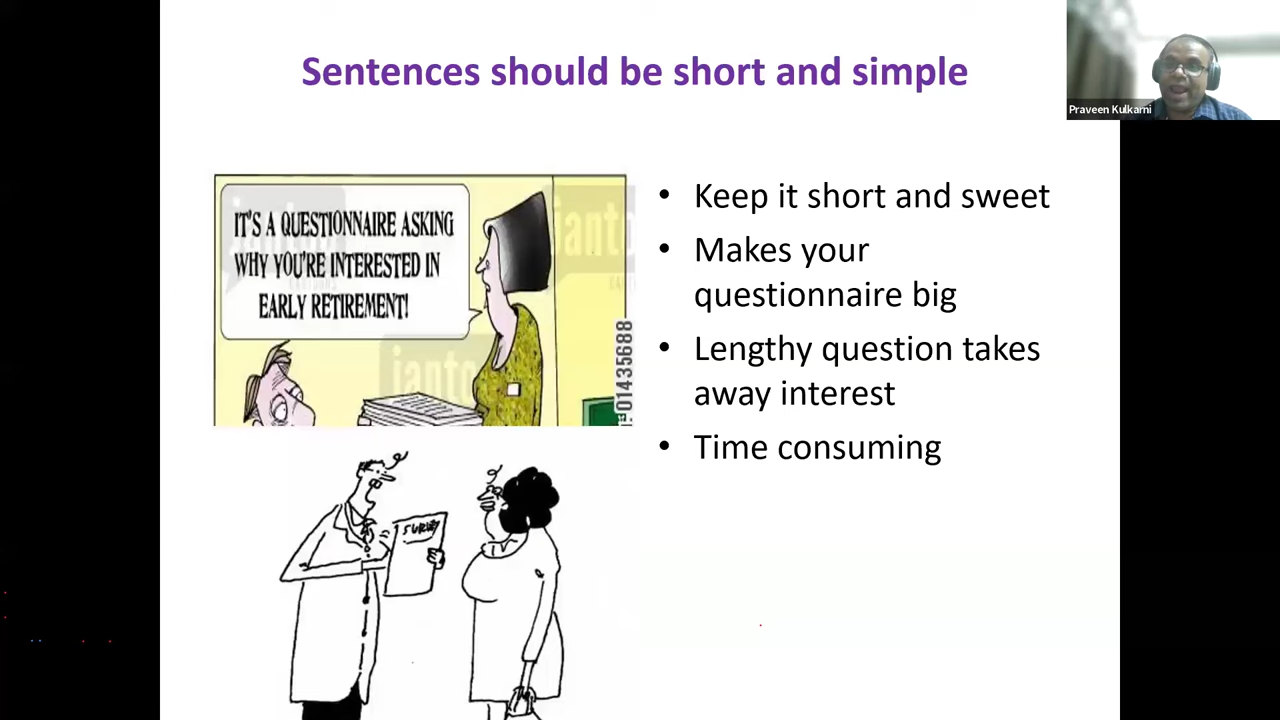 Sentences should be short and simple
Praveen Kulkarni
IT'S A QUESTIONNAIRE ASKING
WHY YOU'RE INTERESTED IN
EARLY RETIREMENT!
• Keep it short and sweet
• Makes your
questionnaire big
• Lengthy question takes
away interest
• Time consuming
SURVEY